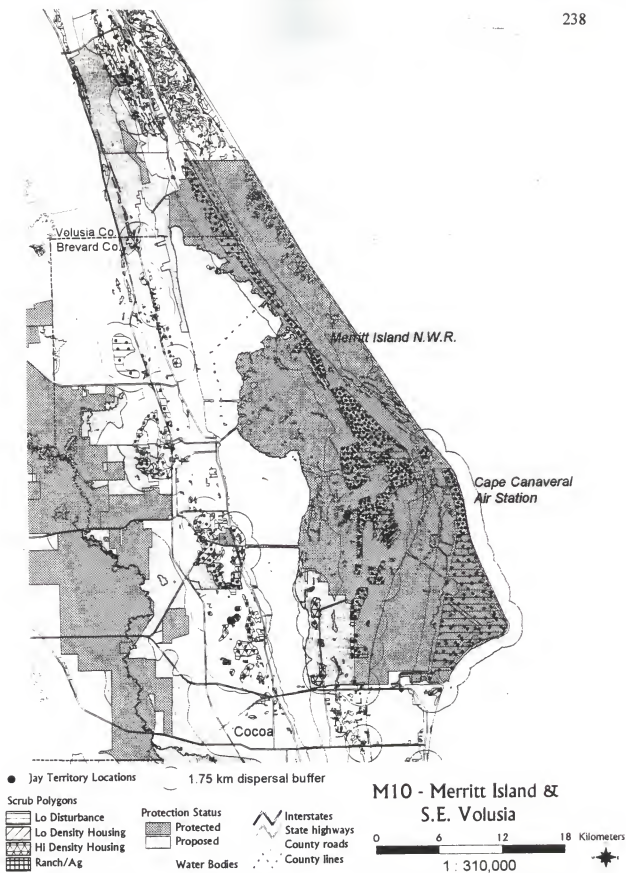 238
Volusia Co.
Brevard Co.
Merritt Island N.W.R.
Cape Canaveral
Air Station
Cocoa
Jay Territory Locations
1.75 km dispersal buffer
Scrub Polygons
Lo Disturbance
Lo Density Housing
Hi Density Housing
Ranch/Ag
Protection Status
Protected
Proposed
Water Bodies
Interstates
State highways
County roads
County lines
M10 - Merritt Island &
S.E. Volusia
0 6 12 18 Kilometers
1 : 310,000